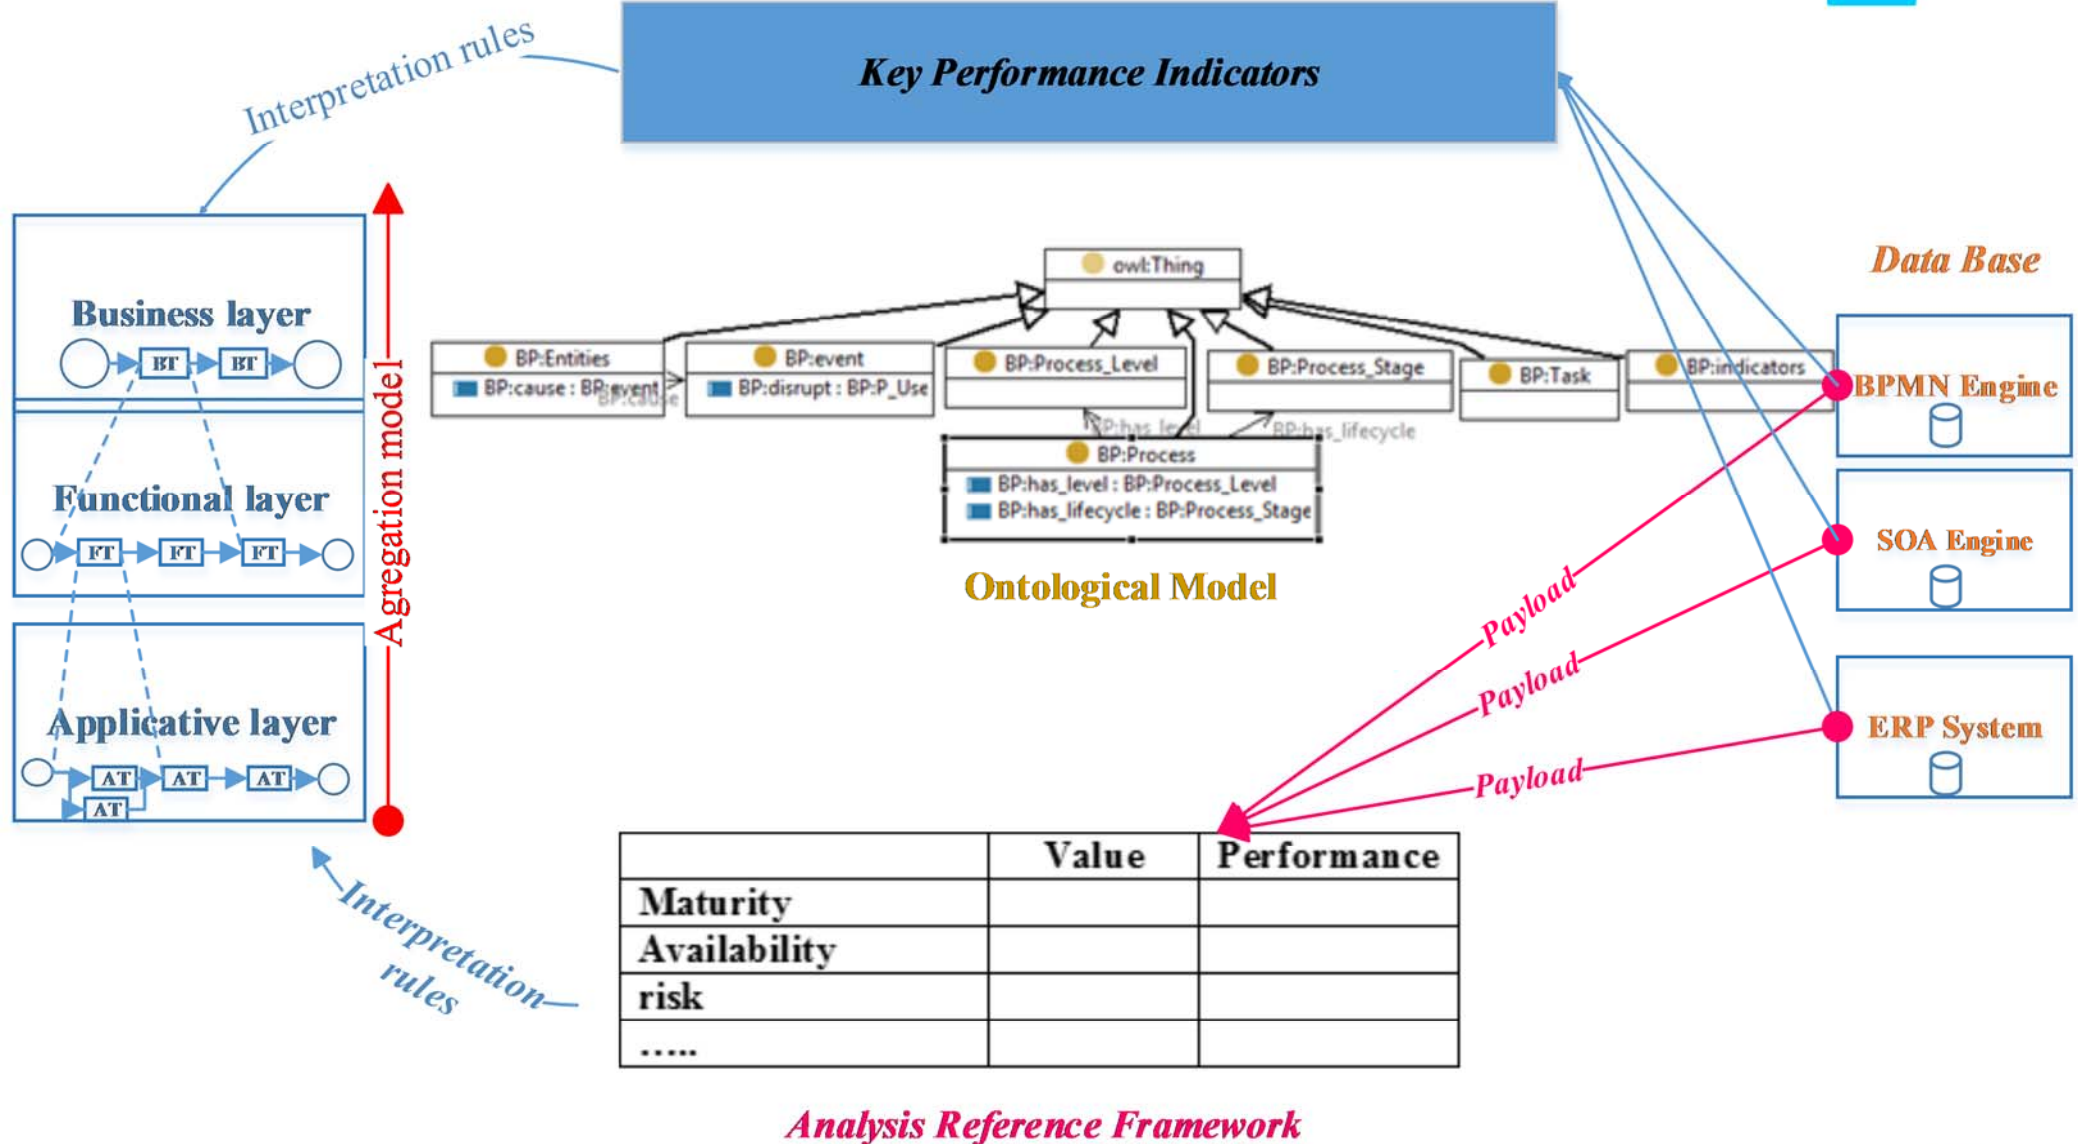 Key Performance Indicators
Interpretation rules
Business layer
BT
BT
Functional layer
FT
FT
FT
Applicative layer
AT
AT
AT
AT
Agregation model
owl:Thing
BP:Entities
BP:cause : BP:event
BP:cause
BP:event
BP:disrupt : BP:P_Use
BP:Process_Level
BP:Process_Stage
BP:Task
BP:indicators
BP:has_level
BP:has_lifecycle
BP:Process
BP:has_level : BP:Process_Level
BP:has_lifecycle : BP:Process_Stage
Ontological Model
Data Base
BPMN Engine
SOA Engine
ERP System
Payload
Payload
Payload
Interpretation
rules
Value Performance
Maturity
Availability
risk
.....
Analysis Reference Framework